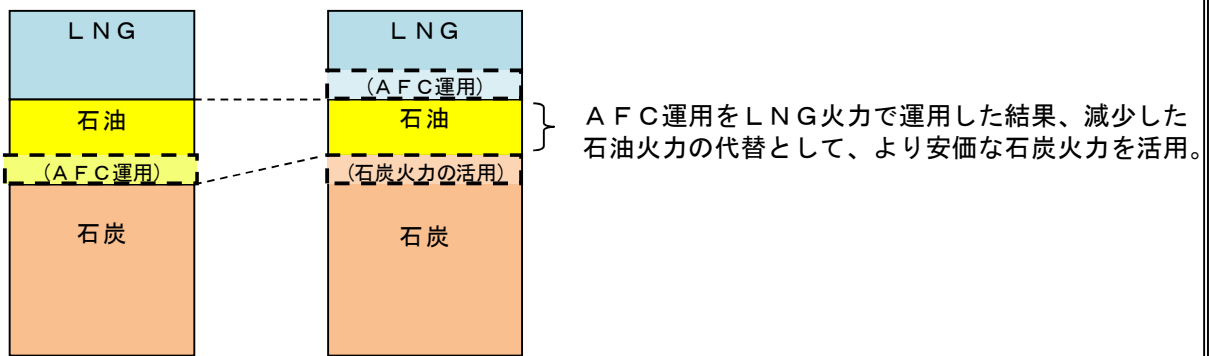 ＬＮＧ
（ＡＦＣ運用）
石油
（ＡＦＣ運用）
石炭
ＬＮＧ
石油
（石炭火力の活用）
石炭
ＡＦＣ運用をＬＮＧ火力で運用した結果、減少した
石油火力の代替として、より安価な石炭火力を活用。